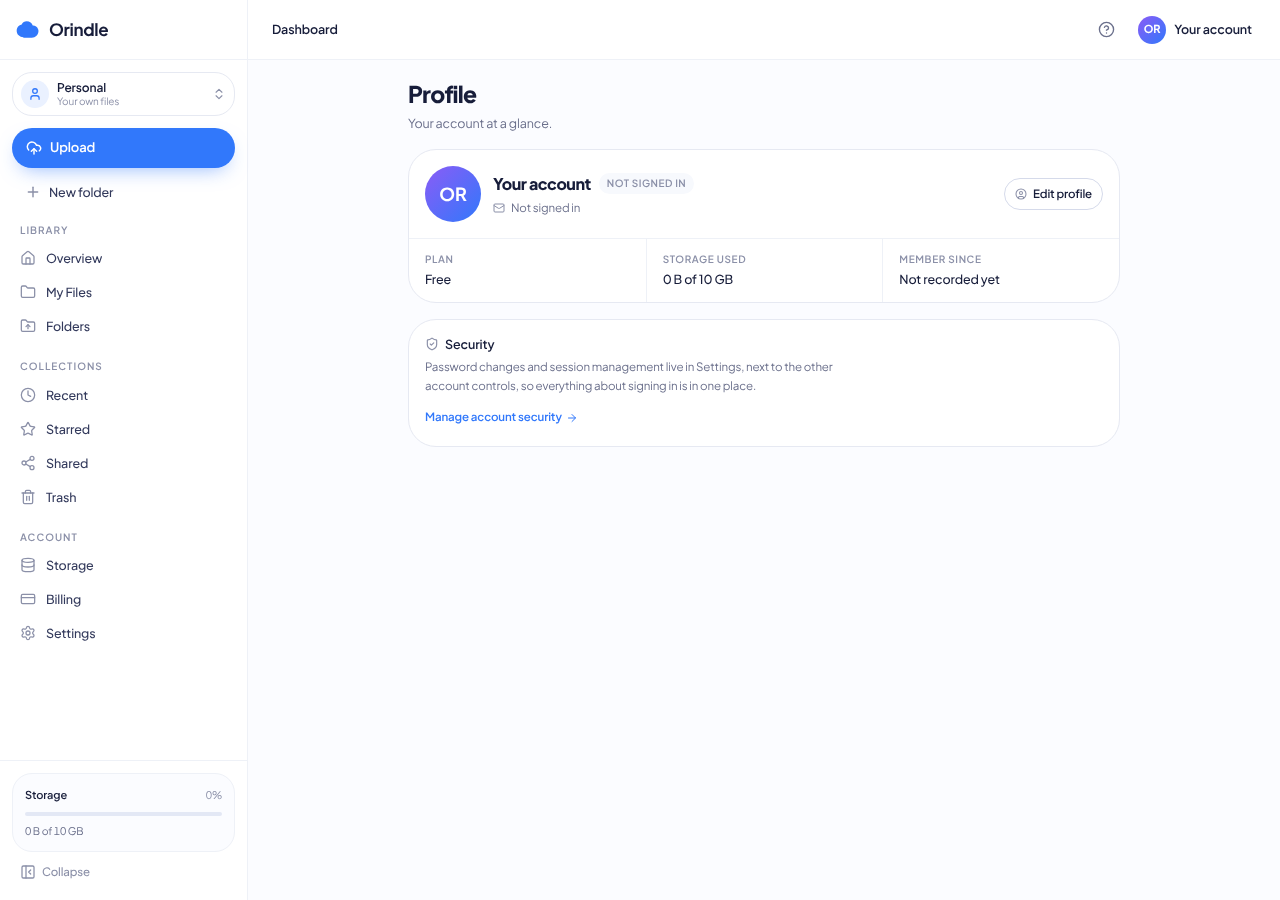 Orindle
Dashboard
OR
Your account
Personal
Your own files
Upload
New folder
LIBRARY
Overview
My Files
Folders
COLLECTIONS
Recent
Starred
Shared
Trash
ACCOUNT
Storage
Billing
Settings
Storage
0%
0 B of 10 GB
Collapse
Profile
Your account at a glance.
OR
Your account
NOT SIGNED IN
Not signed in
Edit profile
PLAN
Free
STORAGE USED
0 B of 10 GB
MEMBER SINCE
Not recorded yet
Security
Password changes and session management live in Settings, next to the other
account controls, so everything about signing in is in one place.
Manage account security →